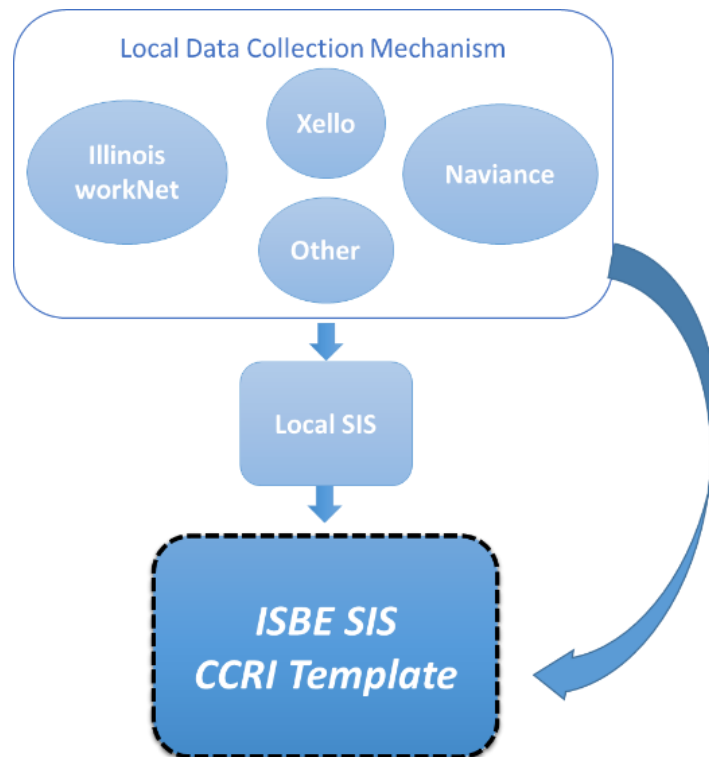 Local Data Collection Mechanism
Xello
Illinois
workNet
Naviance
Other
Local SIS
ISBE SIS
CCRI Template